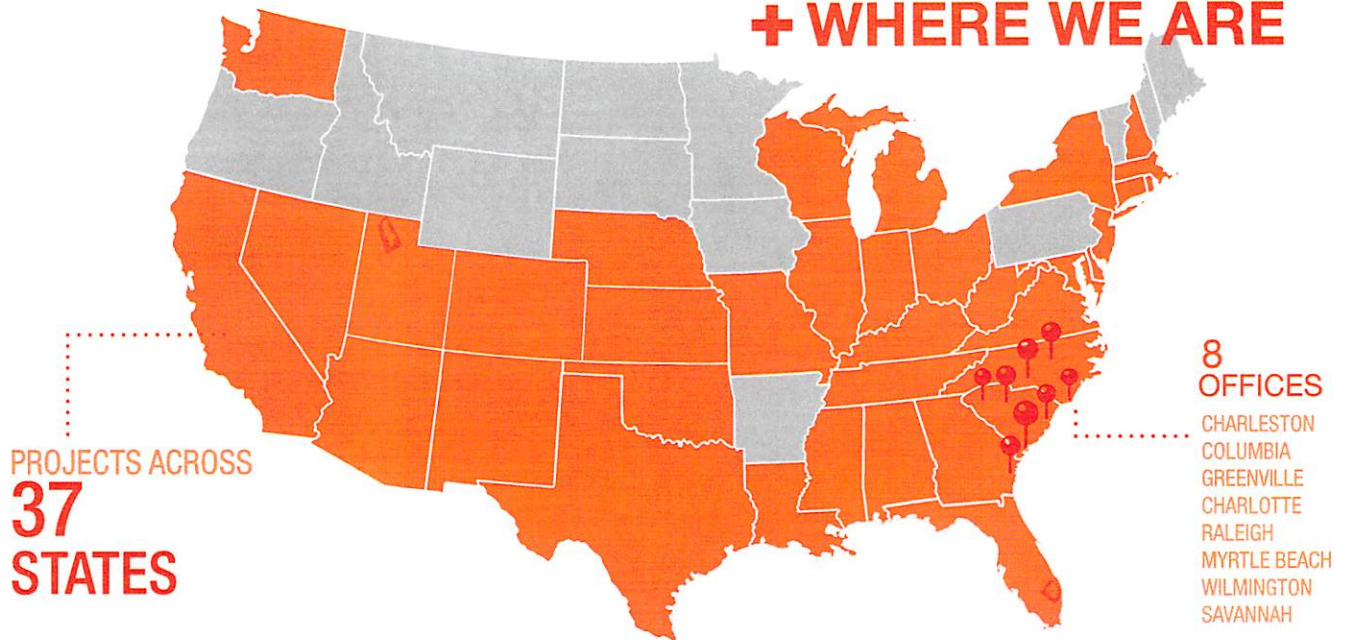 + WHERE WE ARE
PROJECTS ACROSS
37
STATES
8
OFFICES
CHARLESTON
COLUMBIA
GREENVILLE
CHARLOTTE
RALEIGH
MYRTLE BEACH
WILMINGTON
SAVANNAH